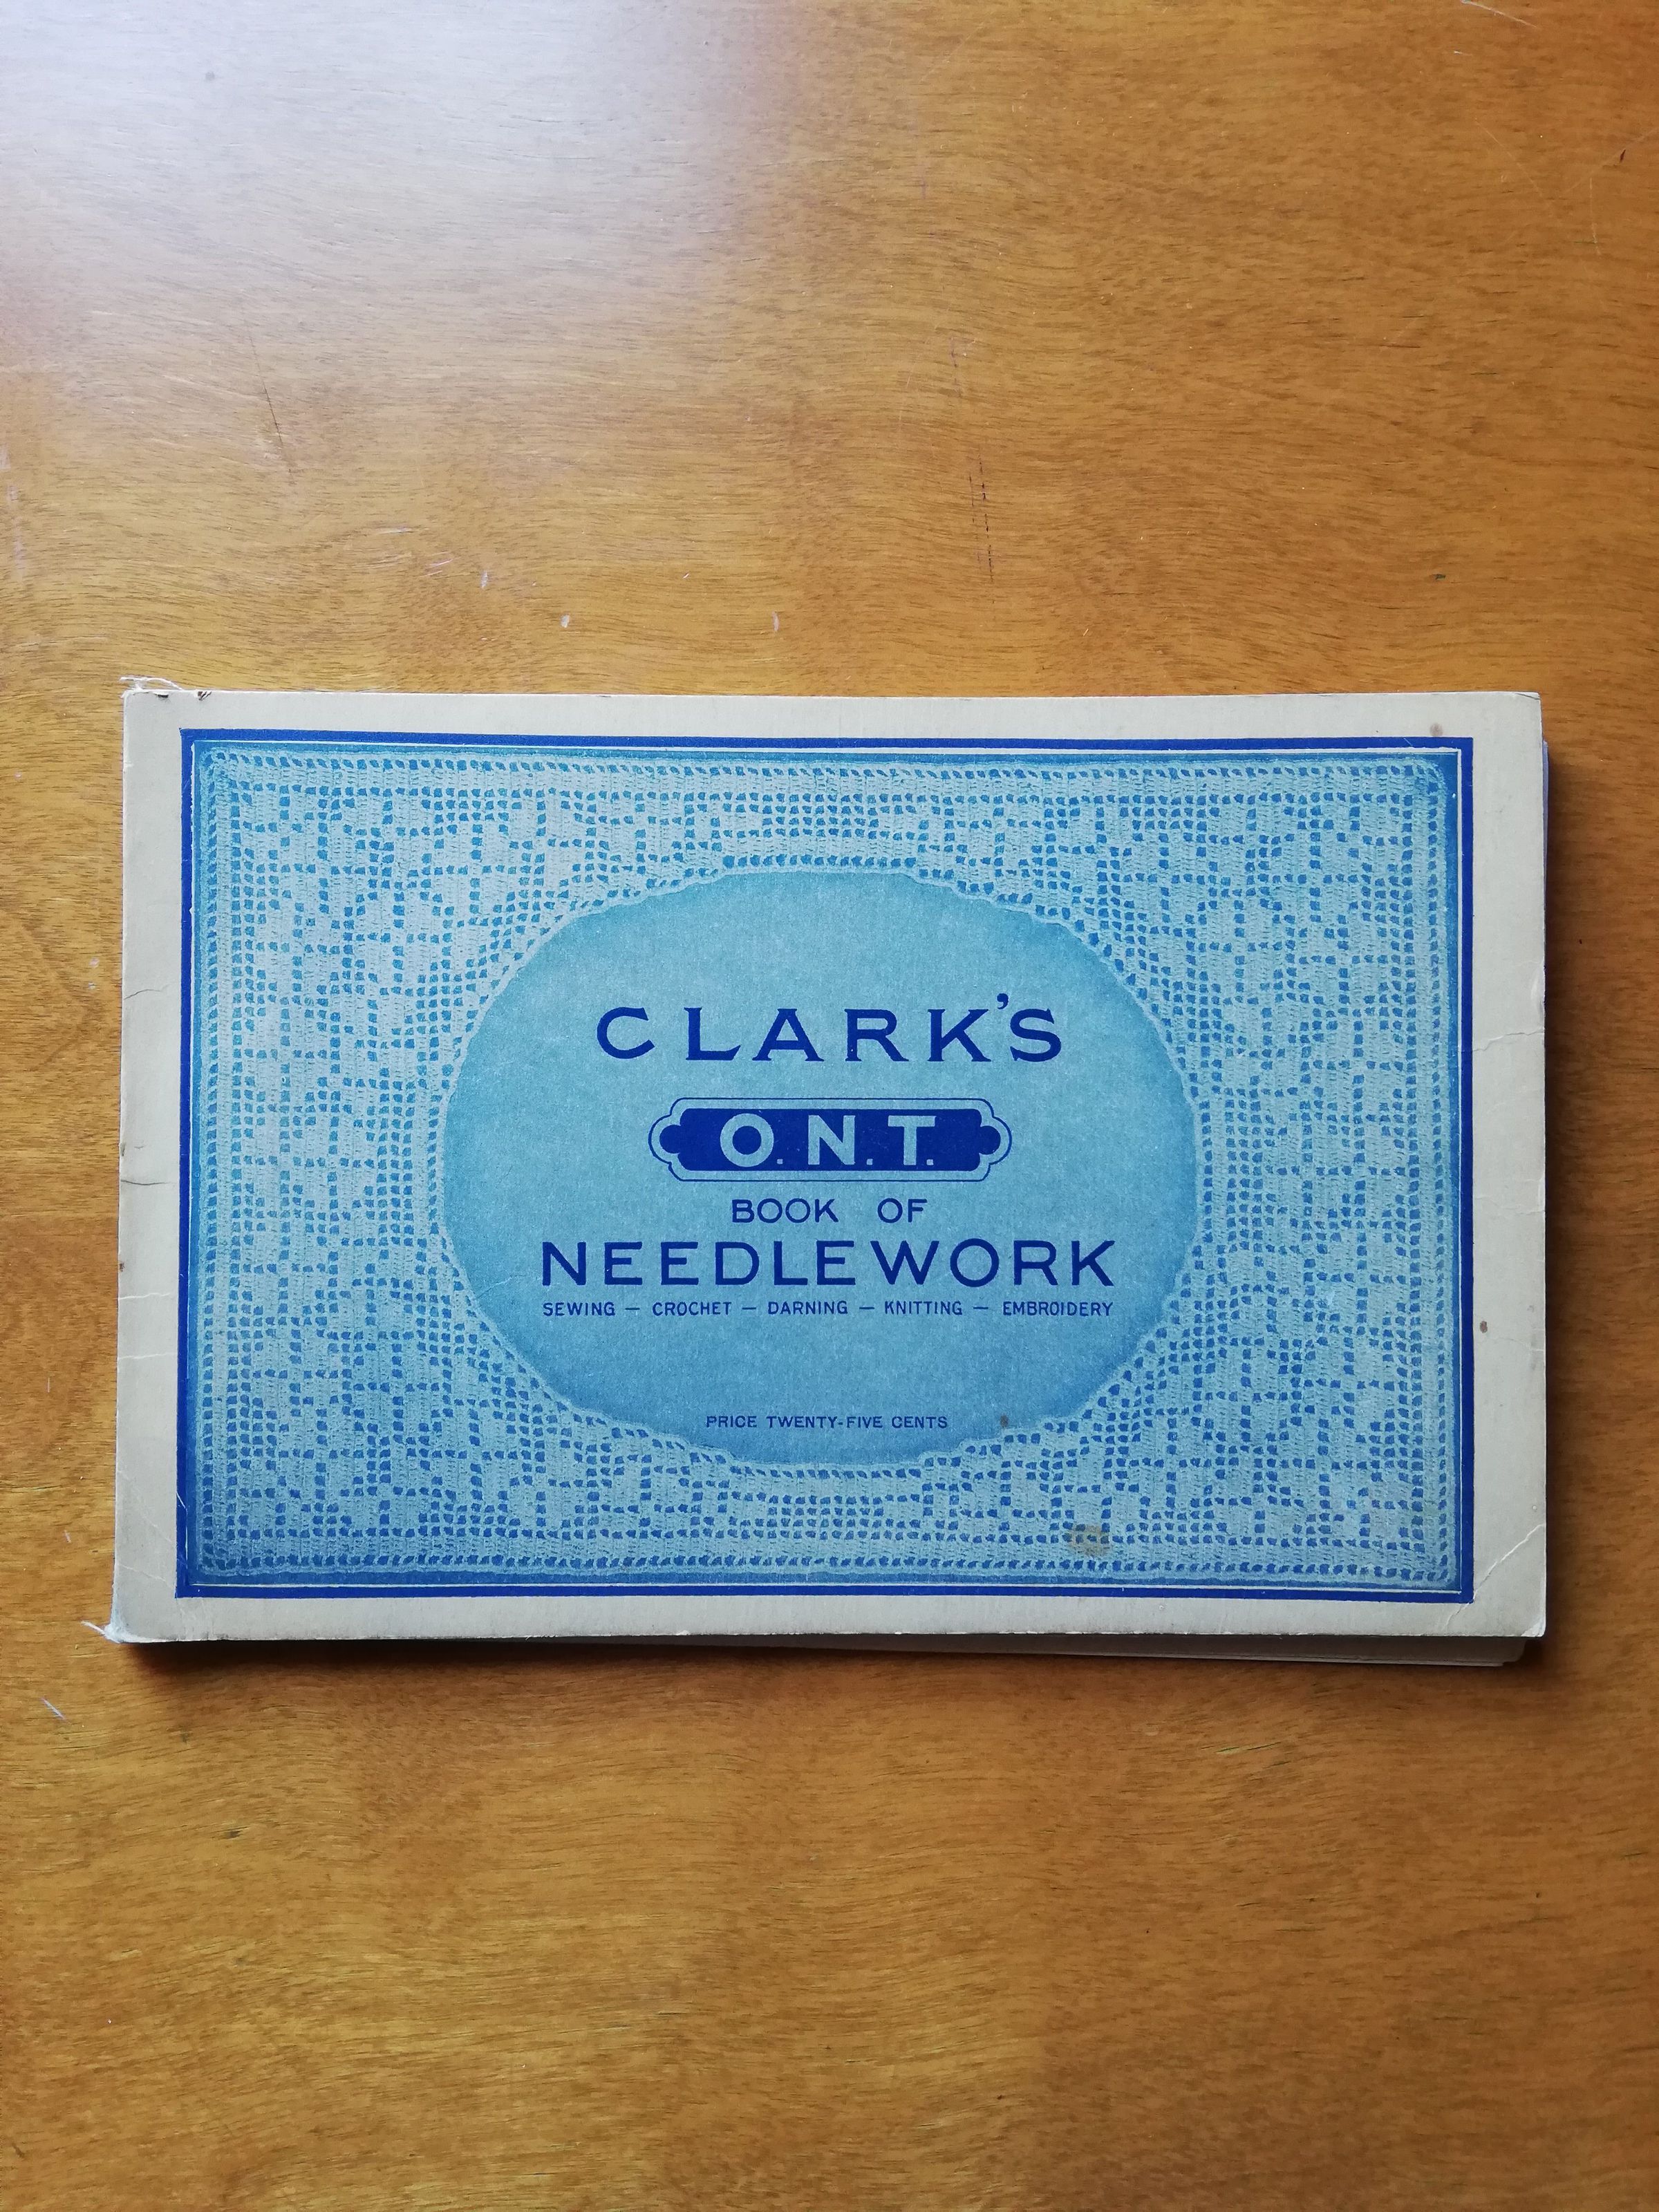 CLARK'S
O.N.T.
BOOK OF
NEEDLEWORK
SEWING — CROCHET — DARNING — KNITTING — EMBROIDERY
PRICE TWENTY-FIVE CENTS